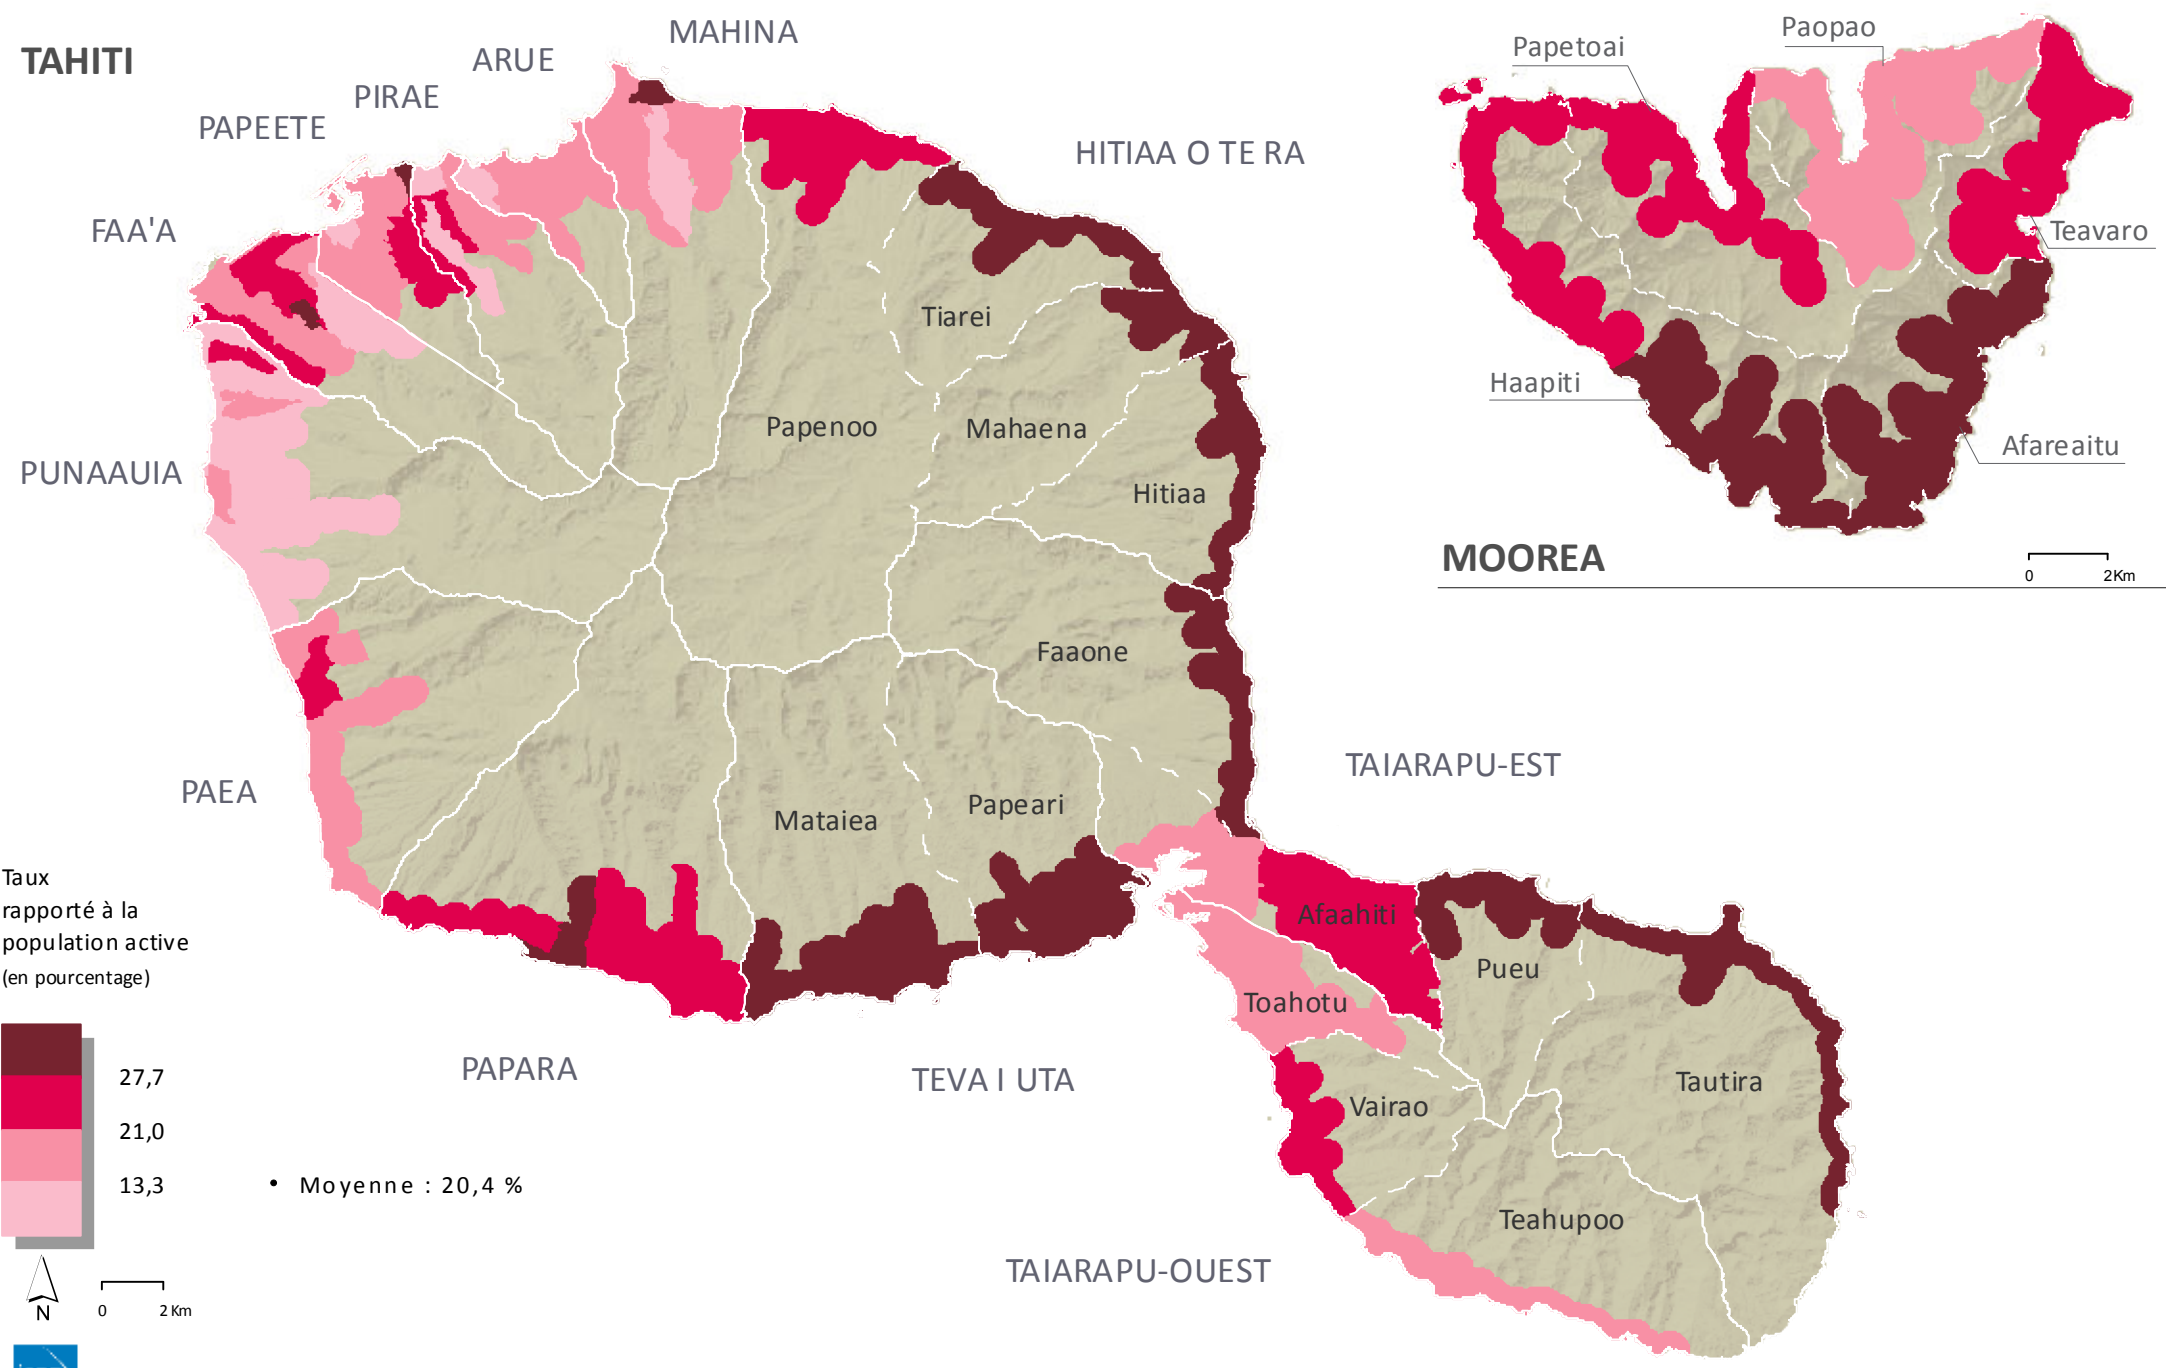 TAHITI
MAHINA
ARUE
PIRAE
PAPEETE
FAA'A
HITIAA O TE RA
PUNAAUIA
Tiarei
Papenoo
Mahaena
Hitiaa
Faaone
PAEA
Mataiea
Papeari
TAIARAPU-EST
Afaahiti
Pueu
Toahotu
Tautira
Vairao
Teahupoo
PAPARA
TEVA I UTA
TAIARAPU-OUEST
Papetoai
Paopao
Teavaro
Haapiti
Afareaitu
MOOREA
0 2Km
Taux
rapporté à la
population active
(en pourcentage)
27,7
21,0
13,3
• Moyenne : 20,4 %
N
0 2 Km